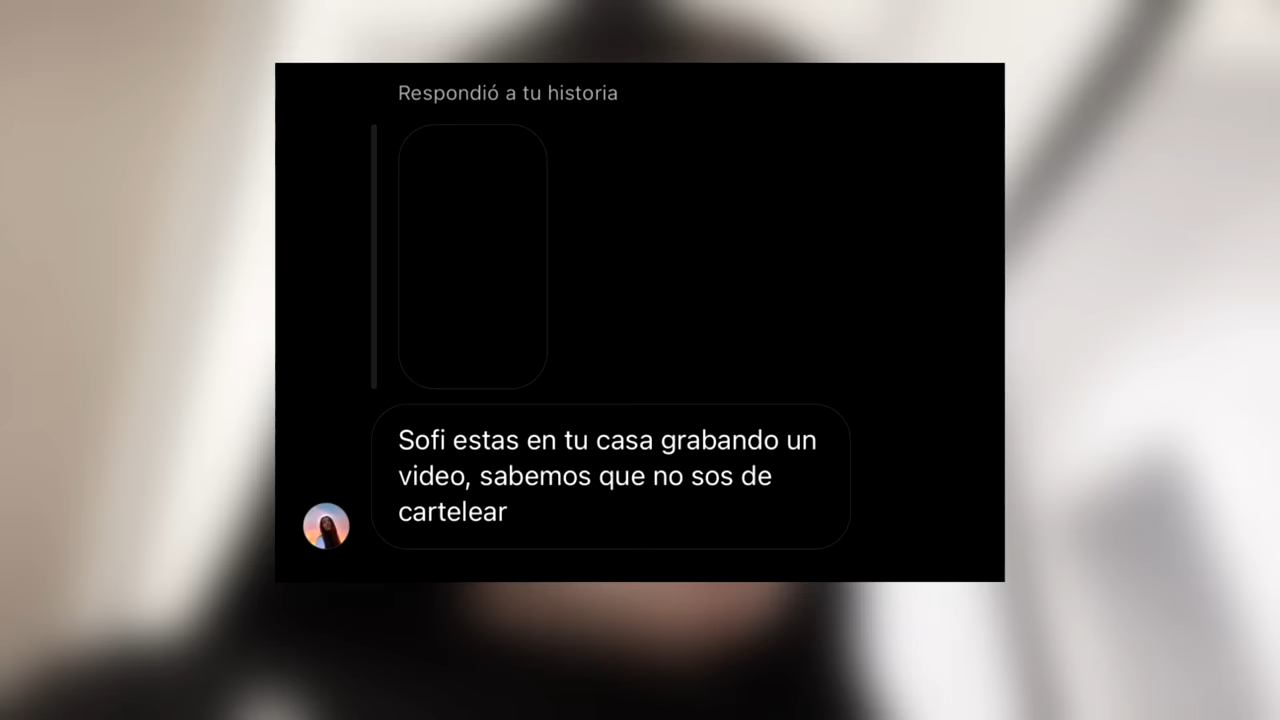 Respondió a tu historia
Sofi estas en tu casa grabando un
video, sabemos que no sos de
cartelear